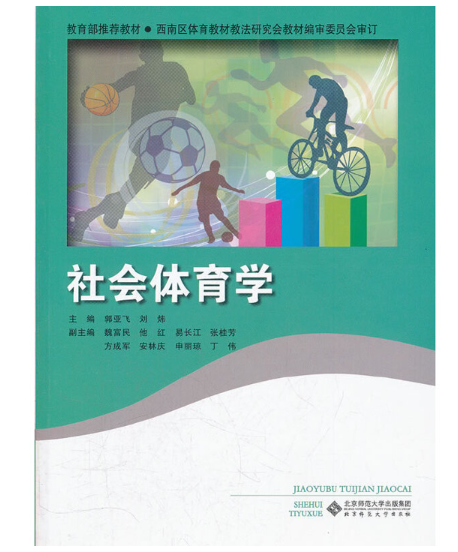 教育部推荐教材 ● 西南区体育教材教法研究会教材编审委员会审订
社会体育学
主 编 郭亚飞 刘 炜
副主编 魏富民 他 红 易长江 张桂芳
方成军 安林庆 申丽琼 丁 伟
JIAOYUBU TUIJIAN JIAOCAI
SHEHUI
TIYUXUE
北京师范大学出版集团
北京师范大学出版社